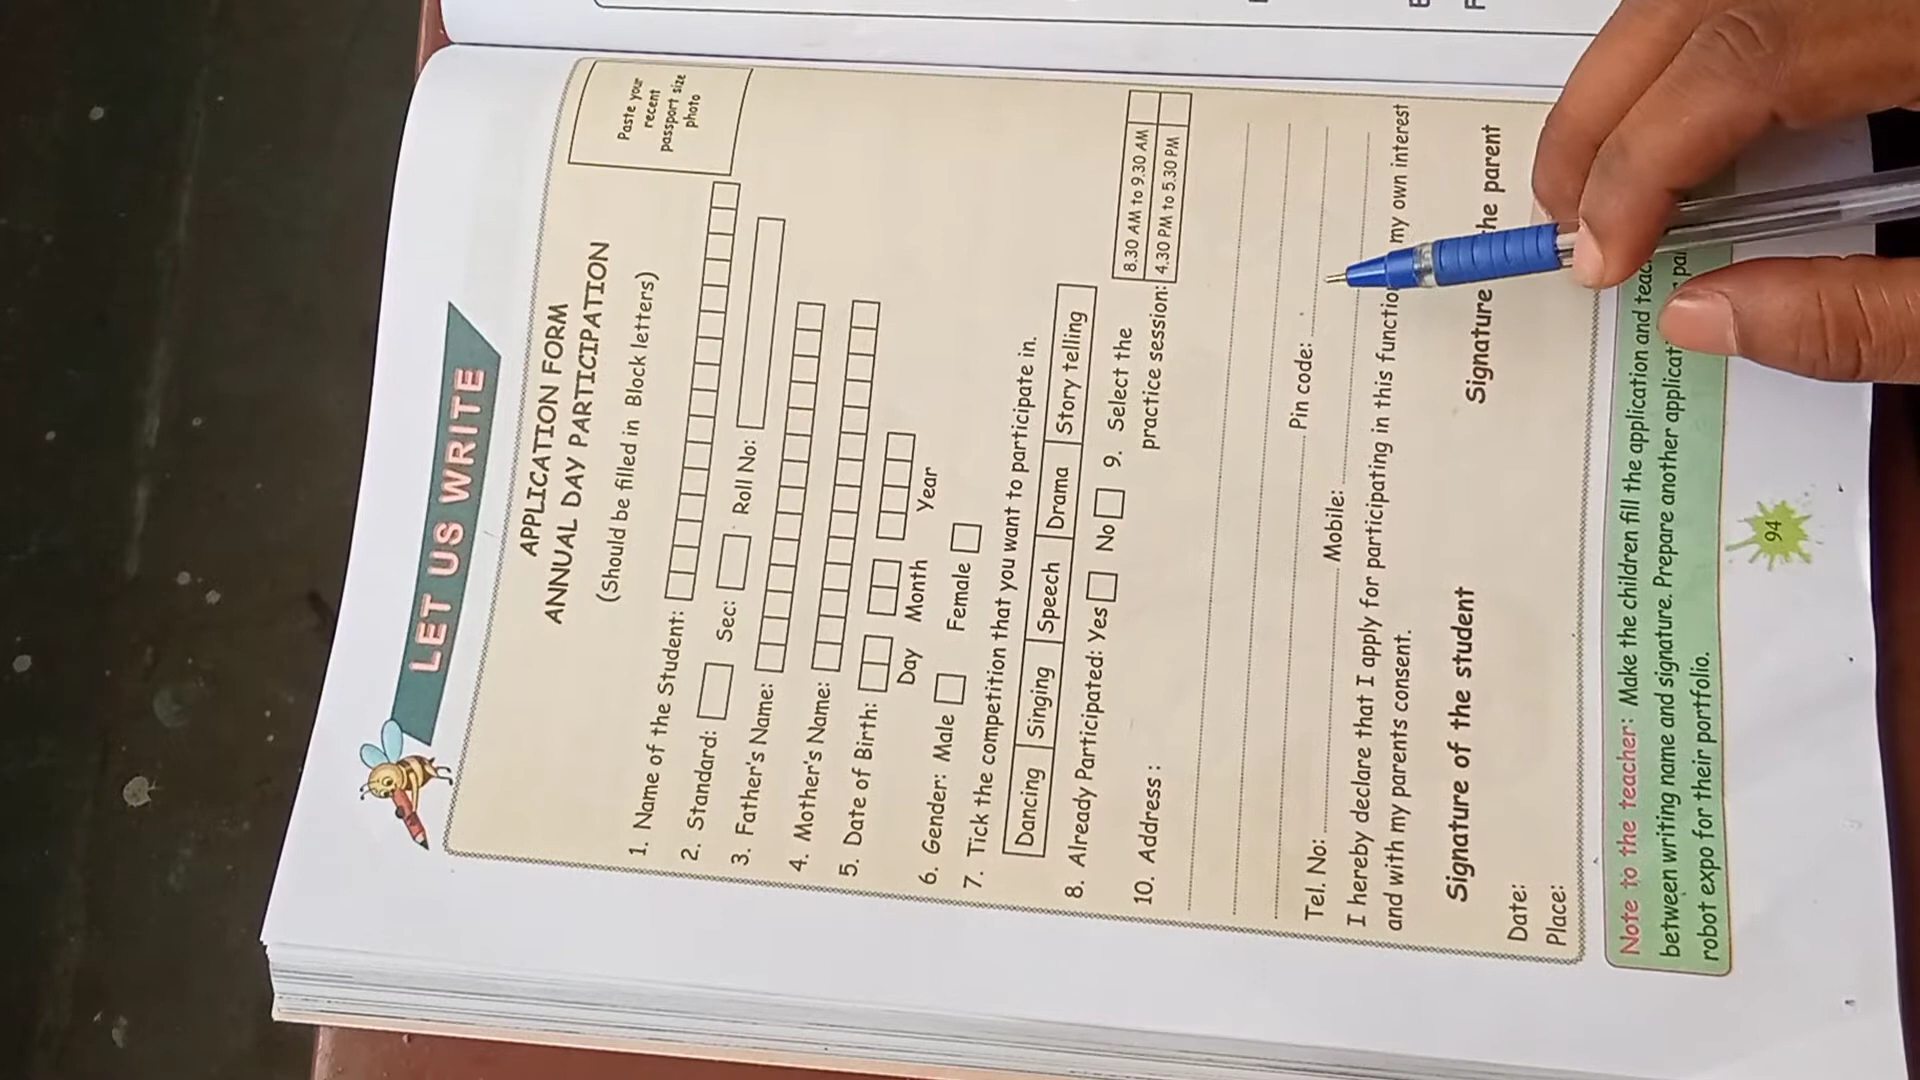 LET US WRITE
APPLICATION FORM
ANNUAL DAY PARTICIPATION
(Should be filled in Block letters)
Paste your
recent
passport size
photo
1. Name of the Student:
2. Standard: Sec: Roll No:
3. Father's Name:
4. Mother's Name:
5. Date of Birth:
Day Month Year
6. Gender: Male Female
7. Tick the competition that you want to participate in.
Dancing Singing Speech Drama Story telling
8. Already Participated: Yes No 9. Select the
practice session:
8.30 AM to 9.30 AM
4.30 PM to 5.30 PM
10. Address :
Pin code:
Tel. No: Mobile:
I hereby declare that I apply for participating in this function my own interest
and with my parents consent.
Signature of the student Signature the parent
Date:
Place:
Note to the teacher: Make the children fill the application and
between writing name and signature. Prepare another
robot expo for their portfolio.
94